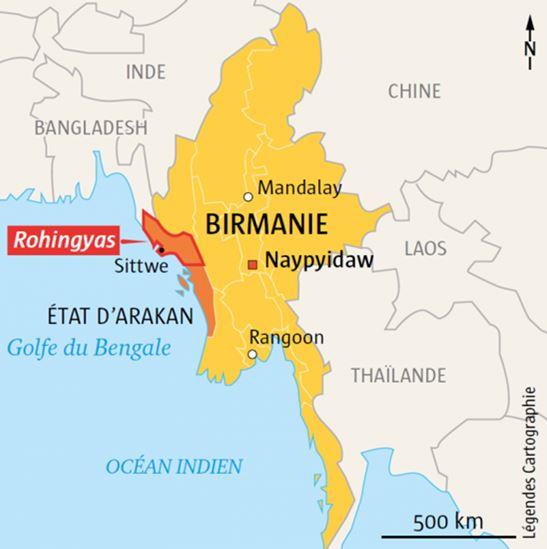 N
INDE
CHINE
BANGLADESH
Mandalay
BIRMANIE
Rohingyas
LAOS
Naypyidaw
Sittwe
ÉTAT D'ARAKAN
Rangoon
Golfe du Bengale
THAÏLANDE
OCÉAN INDIEN
500 km
Légendes Cartographie